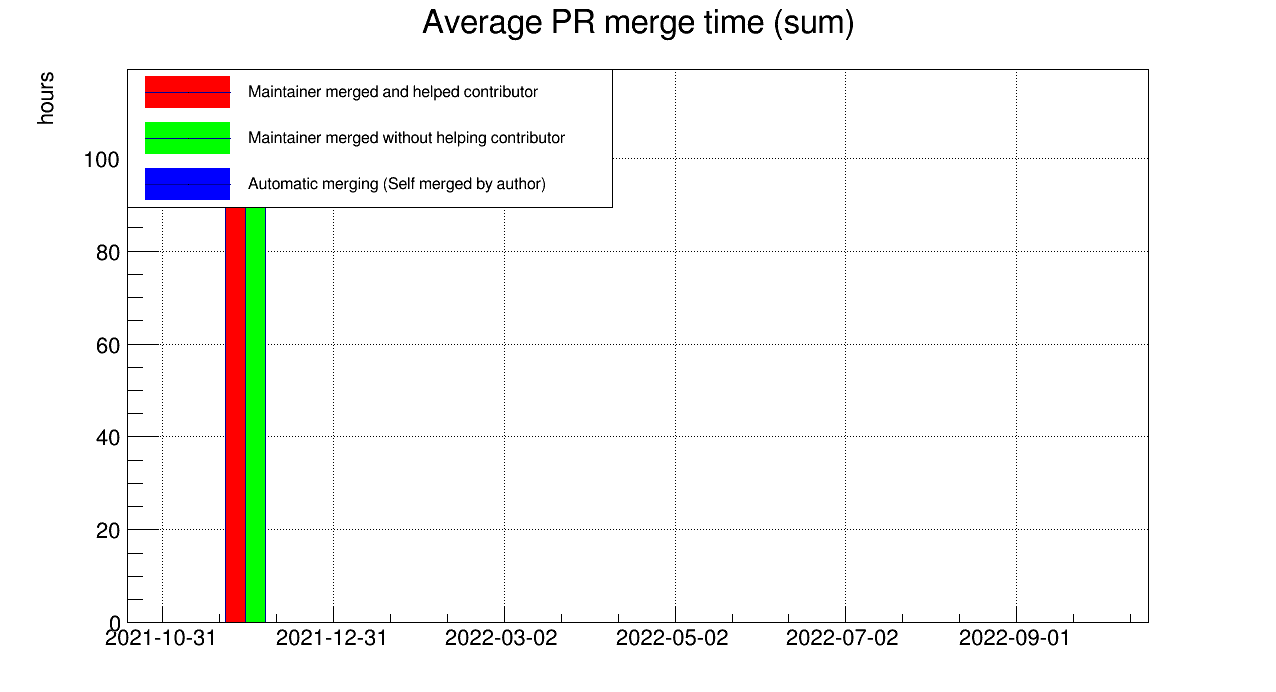 Average PR merge time (sum)
hours
Maintainer merged and helped contributor
Maintainer merged without helping contributor
Automatic merging (Self merged by author)
100
80
60
40
20
0
2021-10-31 2021-12-31 2022-03-02 2022-05-02 2022-07-02 2022-09-01